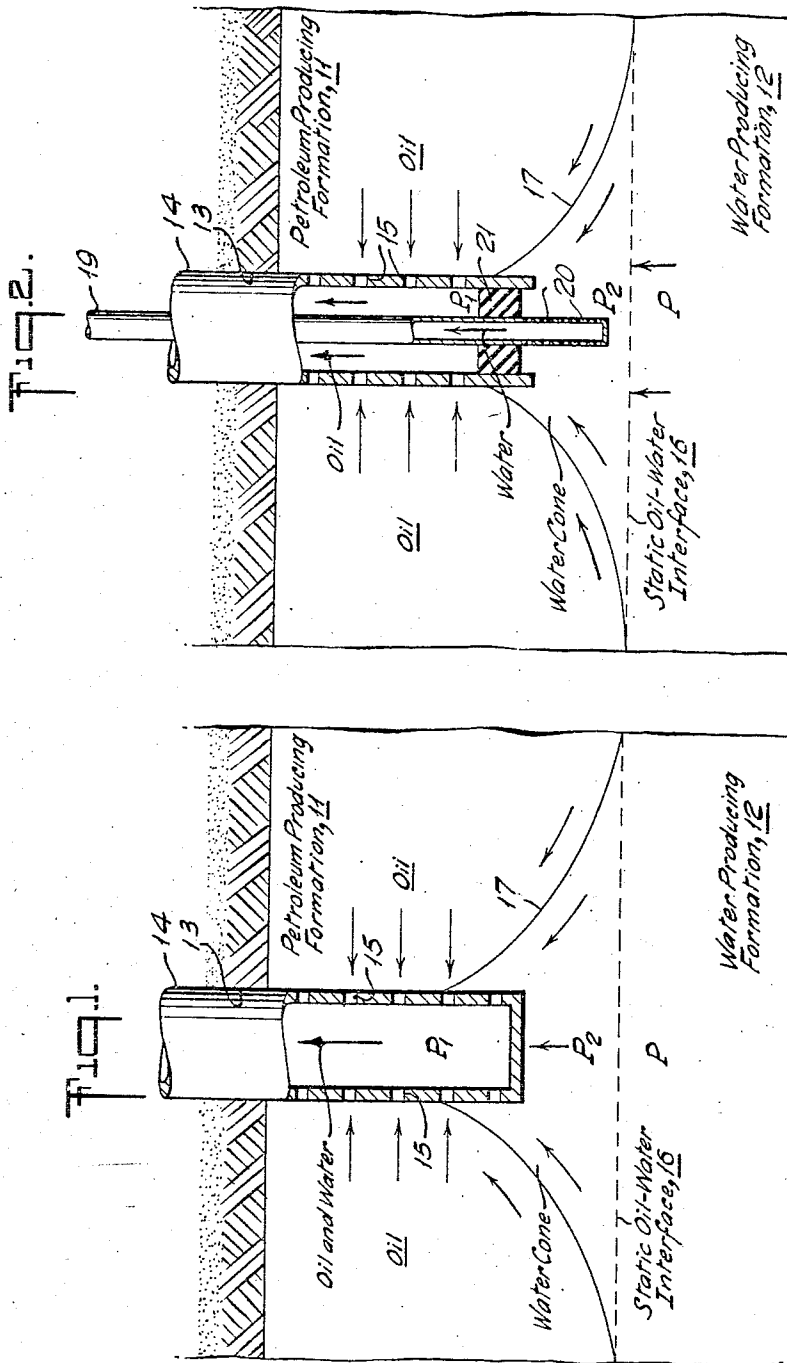 Fig. 1.
14
13
Petroleum Producing
Formation, 11
Oil and Water
15
15
Oil
Oil
P1
17
Water Cone
P2
Static Oil-Water
Interface, 16
P
Water Producing
Formation, 12
Fig. 2.
19
14
13
Petroleum Producing
Formation, 11
Oil
15
Oil
Oil
P1
21
17
Water
Water Cone
20
P2
Static Oil-Water
Interface, 16
P
Water Producing
Formation, 12